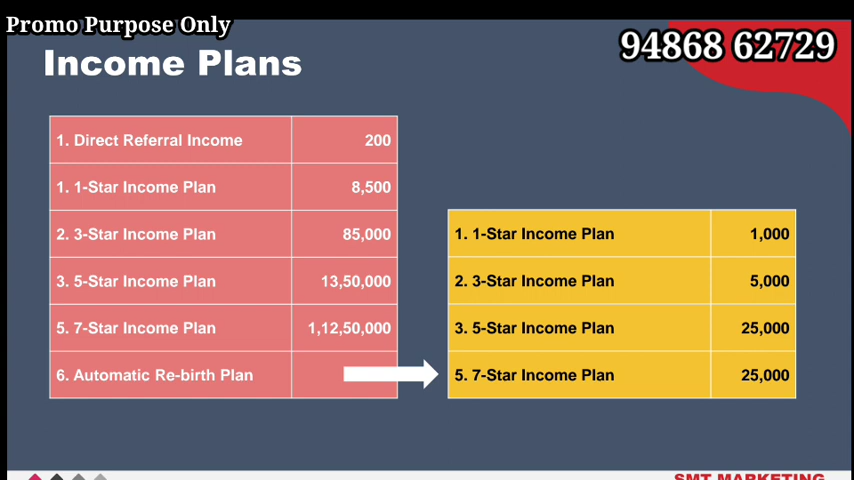 Promo Purpose Only
94868 62729
Income Plans
1. Direct Referral Income 200
1. 1-Star Income Plan 8,500
2. 3-Star Income Plan 85,000
3. 5-Star Income Plan 13,50,000
5. 7-Star Income Plan 1,12,50,000
6. Automatic Re-birth Plan
1. 1-Star Income Plan 1,000
2. 3-Star Income Plan 5,000
3. 5-Star Income Plan 25,000
5. 7-Star Income Plan 25,000
SMT MARKETING